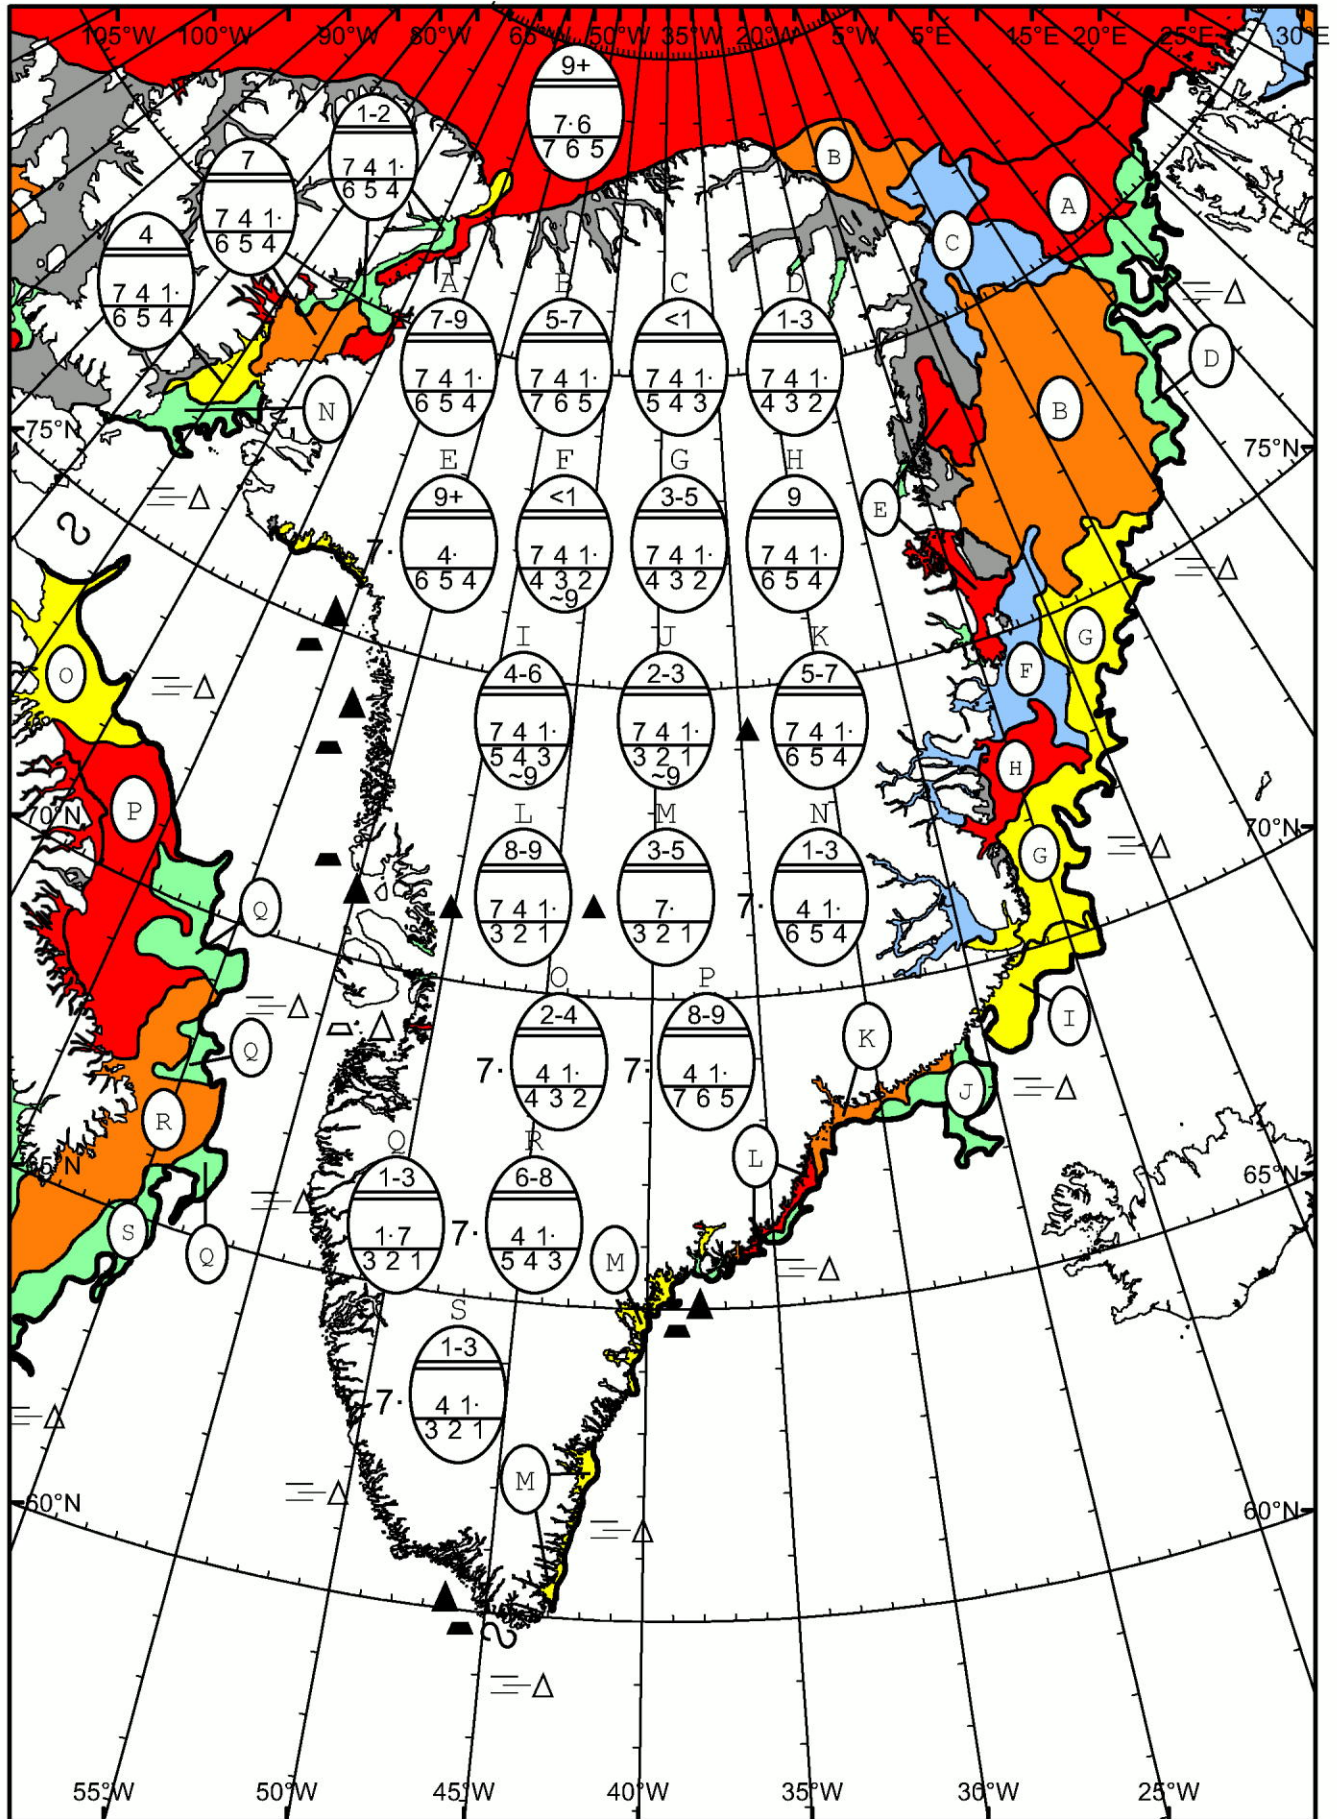 105°W 100°W 90°W 80°W 65°W 50°W 35°W 20°W 5°W 5°E 15°E 20°E 25°E 30°E
9+
7· 6
7 6 5
1-2
7 4 1·
6 5 4
7
7 4 1·
6 5 4
4
7 4 1·
6 5 4
B
A
C
D
B
N
E
75°N
75°N
A B C D
7-9 5-7 <1 1-3
7 4 1· 7 4 1· 7 4 1· 7 4 1·
6 5 4 7 6 5 5 4 3 4 3 2
E F G H
9+ <1 3-5 9
7· 4· 7 4 1· 7 4 1· 7 4 1·
6 5 4 4 3 2 4 3 2 6 5 4
~9
G
F
O
H
P
G
I J K
4-6 2-3 5-7
7 4 1· 7 4 1· 7 4 1·
5 4 3 3 2 1 6 5 4
~9 ~9
70°N
70°N
L M N
8-9 3-5 1-3
7 4 1· 7· 7· 4 1·
3 2 1 3 2 1 6 5 4
Q
I
K
Q
J
R
L
O P
2-4 8-9
7· 4 1· 7· 4 1·
4 3 2 7 6 5
65°N
65°N
Q R
1-3 6-8
1· 7 7· 4 1·
3 2 1 5 4 3
S
Q
M
S
1-3
7· 4 1·
3 2 1
M
60°N
60°N
55°W 50°W 45°W 40°W 35°W 30°W 25°W